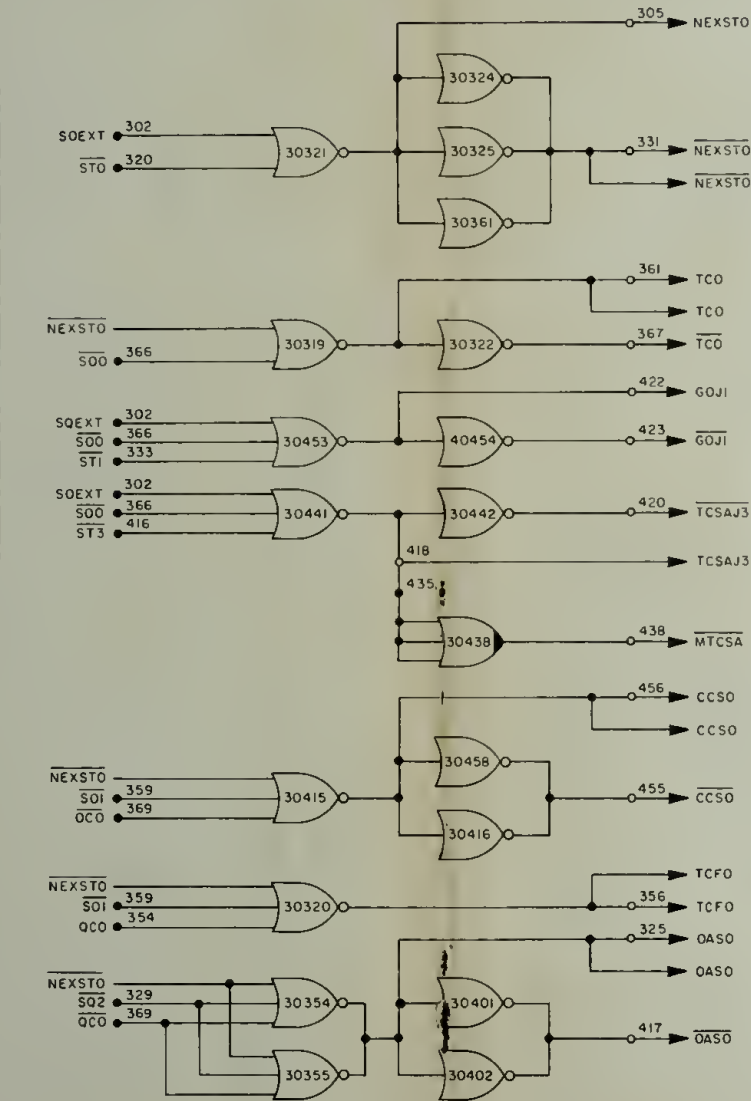 305 NEXSTO
30324
SOEXT 302
STO 320
30321
30325
331 NEXSTO
NEXSTO
30361
361 TCO
NEXSTO
TCO
SOO 366
30319
30322
367 TCO
422 GOJI
SQEXT 302
SOO 366
STI 333
30453
40454
423 GOJI
SOEXT 302
SOO 366
ST3 416
30441
30442
420 TCSAJ3
418
TCSAJ3
435
30438
438 MTCSA
456 CCSO
CCSO
30458
NEXSTO
SOI 359
OCO 369
30415
455 CCSO
30416
TCFO
NEXSTO
SOI 359
QCO 354
30320
356 TCFO
325 OASO
OASO
NEXSTO
SQ2 329
QCO 369
30354
30401
417 OASO
30355
30402